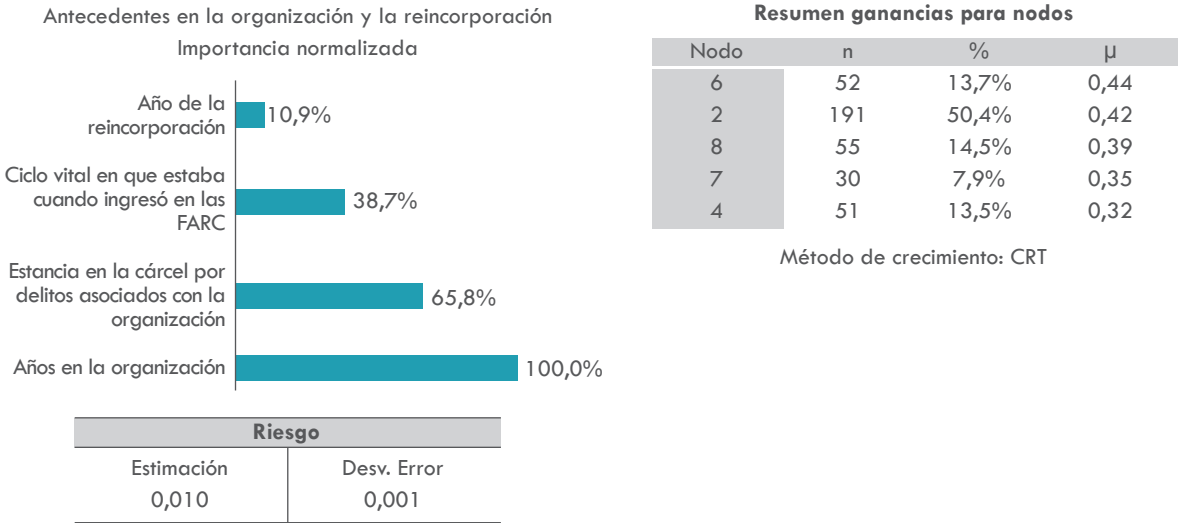 Antecedentes en la organización y la reincorporación
Importancia normalizada
Año de la
reincorporación
10,9%
Ciclo vital en que estaba
cuando ingresó en las
FARC
38,7%
Estancia en la cárcel por
delitos asociados con la
organización
65,8%
Años en la organización
100,0%
Riesgo
Estimación Desv. Error
0,010 0,001
Resumen ganancias para nodos
Nodo n % μ
6 52 13,7% 0,44
2 191 50,4% 0,42
8 55 14,5% 0,39
7 30 7,9% 0,35
4 51 13,5% 0,32
Método de crecimiento: CRT